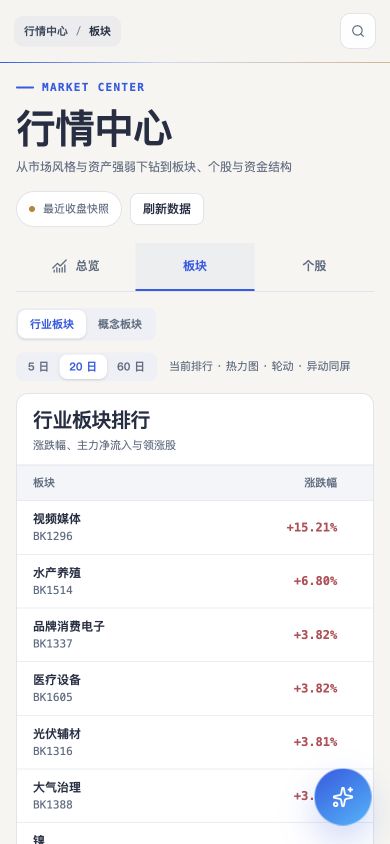 行情中心 / 板块
MARKET CENTER
行情中心
从市场风格与资产强弱下钻到板块、个股与资金结构
最近收盘快照 刷新数据
总览 板块 个股
行业板块 概念板块
5 日 20 日 60 日 当前排行 · 热力图 · 轮动 · 异动同屏
行业板块排行
涨跌幅、主力净流入与领涨股
板块 涨跌幅
视频媒体
BK1296
+15.21%
水产养殖
BK1514
+6.80%
品牌消费电子
BK1337
+3.82%
医疗设备
BK1605
+3.82%
光伏辅材
BK1316
+3.81%
大气治理
BK1388
+3.
镍